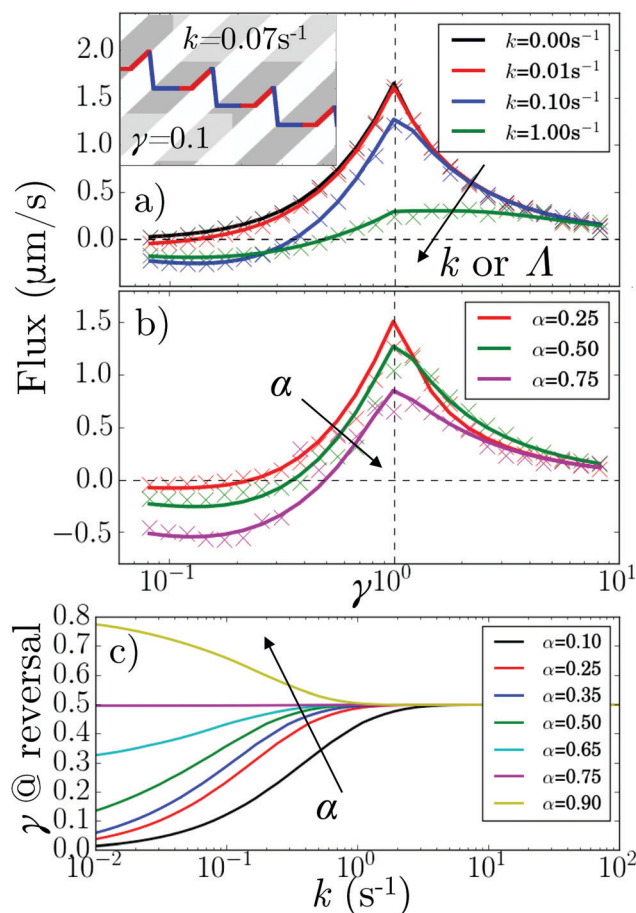 k=0.07s⁻¹
γ=0.1
k=0.00s⁻¹
k=0.01s⁻¹
k=0.10s⁻¹
k=1.00s⁻¹
a)
k or Λ
2.0
1.5
1.0
0.5
0.0
Flux (μm/s)
b)
α=0.25
α=0.50
α=0.75
α
1.5
1.0
0.5
0.0
−0.5
10⁻¹
γ
10⁰
10¹
c)
α=0.10
α=0.25
α=0.35
α=0.50
α=0.65
α=0.75
α=0.90
α
0.8
0.7
0.6
0.5
0.4
0.3
0.2
0.1
0.0
γ @ reversal
10⁻²
10⁻¹
10⁰
10¹
10²
k (s⁻¹)